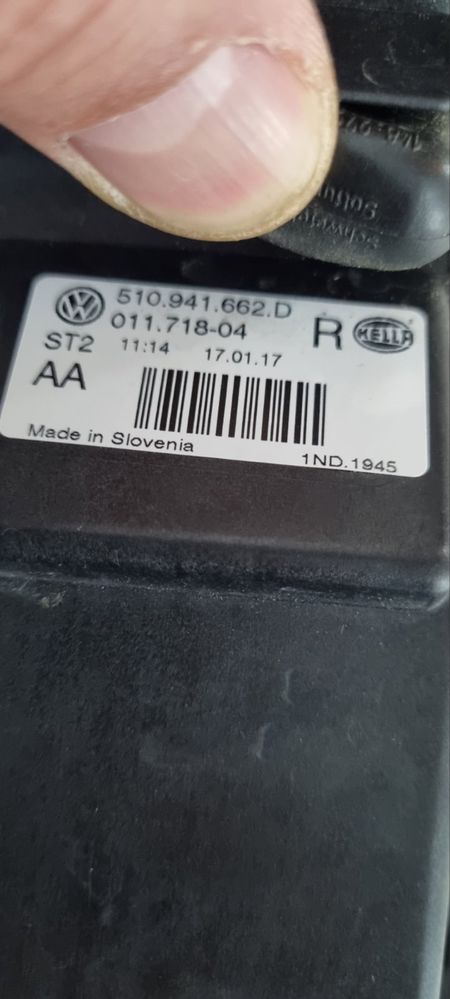 510.941.662.D
011.718-04
R
HELLA
ST2
11:14
17.01.17
AA
Made in Slovenia
1ND.1945